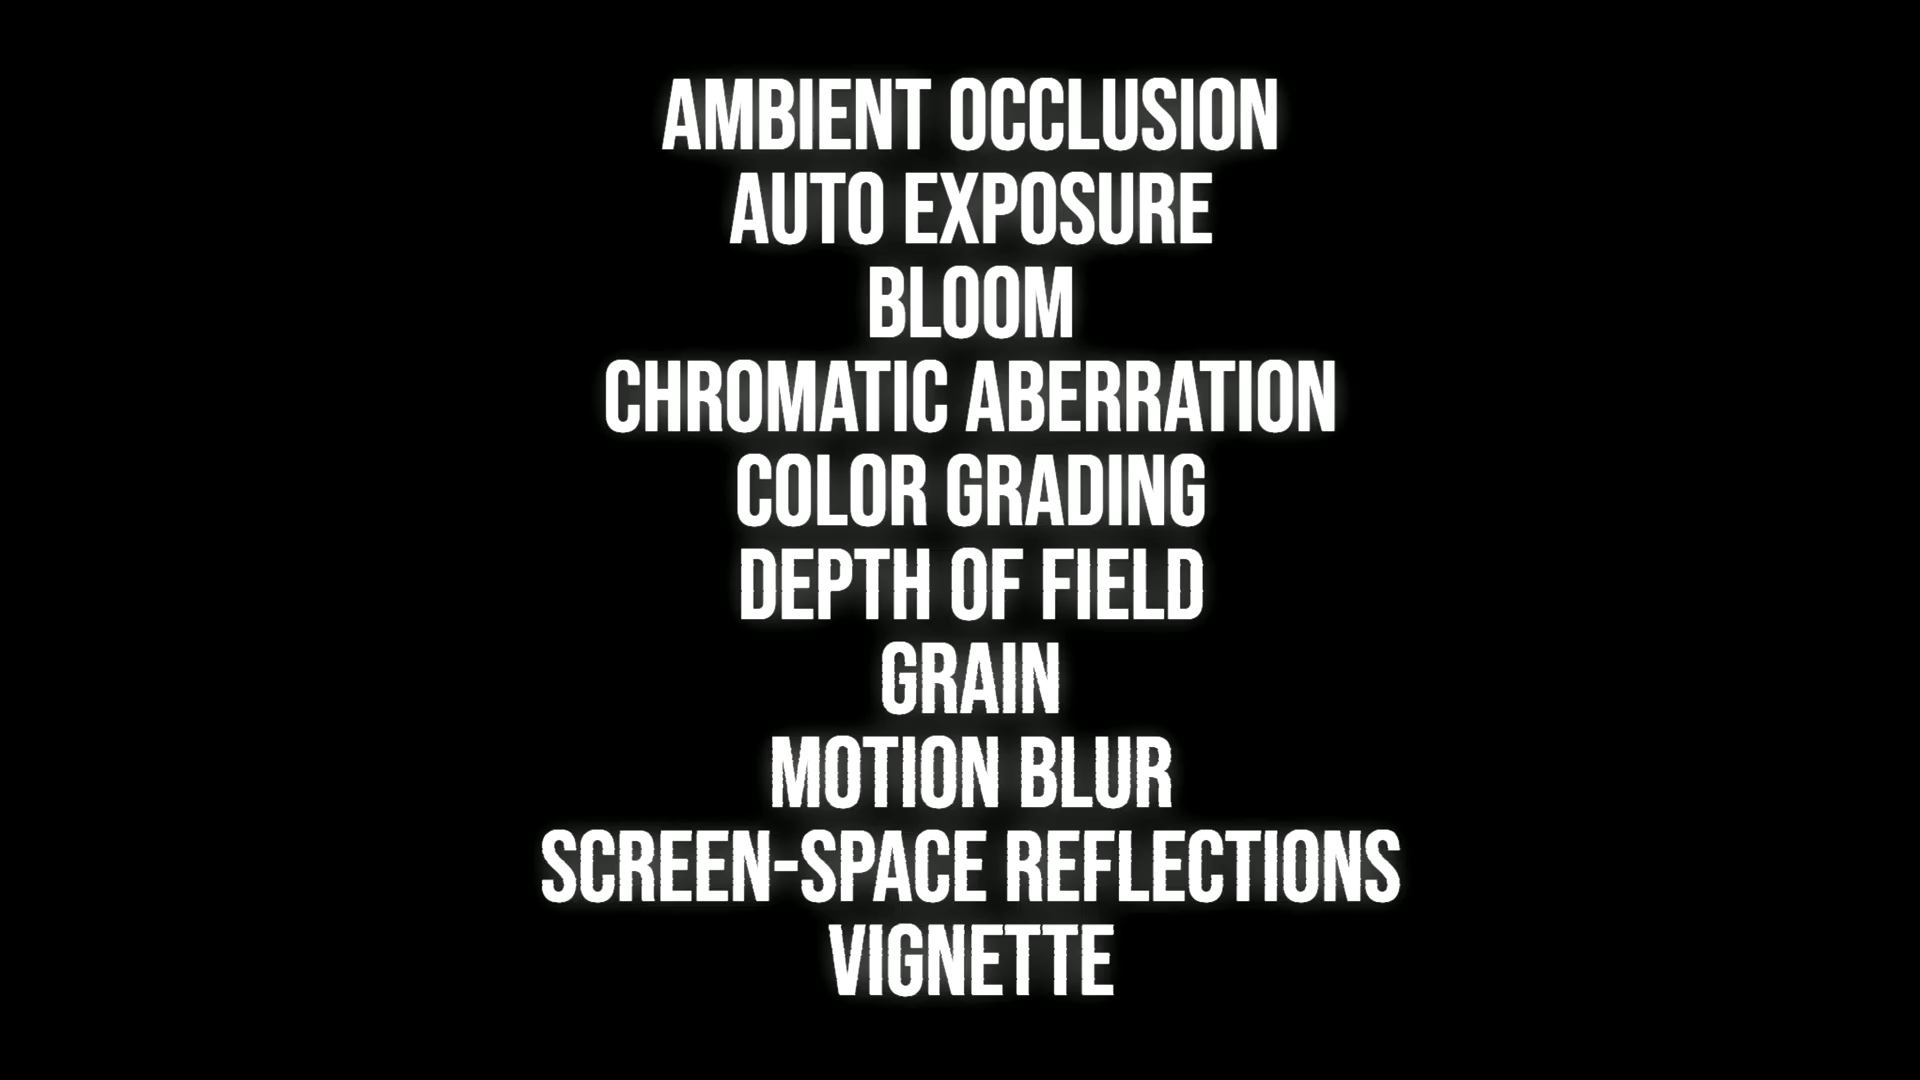 AMBIENT OCCLUSION
AUTO EXPOSURE
BLOOM
CHROMATIC ABERRATION
COLOR GRADING
DEPTH OF FIELD
GRAIN
MOTION BLUR
SCREEN-SPACE REFLECTIONS
VIGNETTE